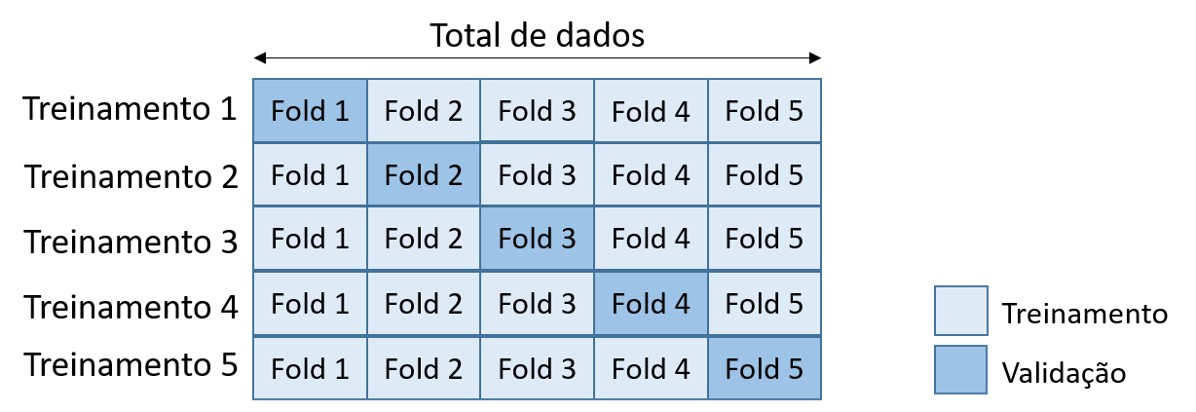 Total de dados
Treinamento 1 Fold 1 Fold 2 Fold 3 Fold 4 Fold 5
Treinamento 2 Fold 1 Fold 2 Fold 3 Fold 4 Fold 5
Treinamento 3 Fold 1 Fold 2 Fold 3 Fold 4 Fold 5
Treinamento 4 Fold 1 Fold 2 Fold 3 Fold 4 Fold 5
Treinamento 5 Fold 1 Fold 2 Fold 3 Fold 4 Fold 5
Treinamento
Validação